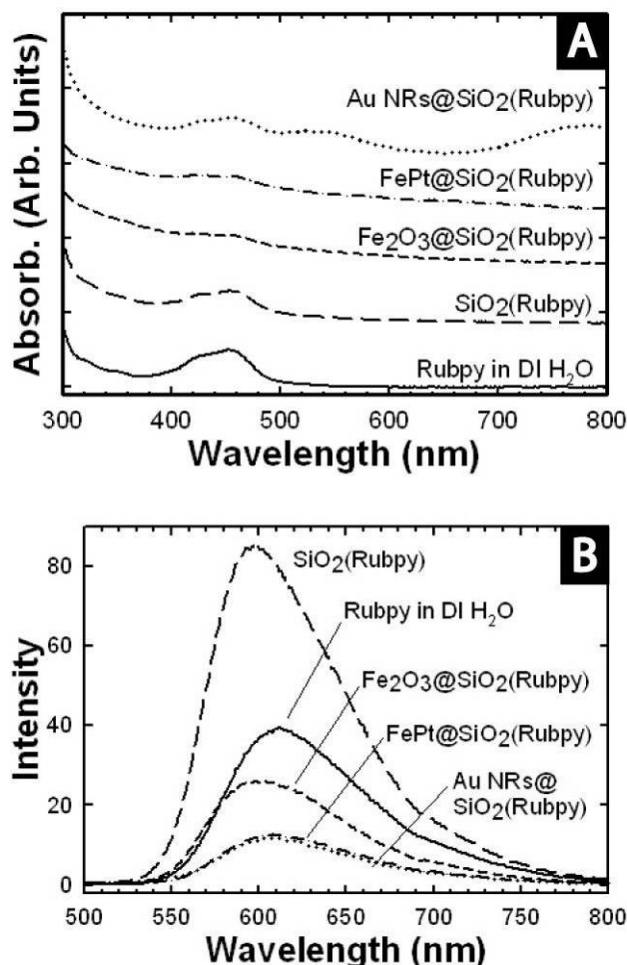 A
Absorb. (Arb. Units)
Au NRs@SiO₂(Rubpy)
FePt@SiO₂(Rubpy)
Fe₂O₃@SiO₂(Rubpy)
SiO₂(Rubpy)
Rubpy in DI H₂O
300 400 500 600 700 800
Wavelength (nm)
B
Intensity
80
60
40
20
0
SiO₂(Rubpy)
Rubpy in DI H₂O
Fe₂O₃@SiO₂(Rubpy)
FePt@SiO₂(Rubpy)
Au NRs@
SiO₂(Rubpy)
500 550 600 650 700 750 800
Wavelength (nm)